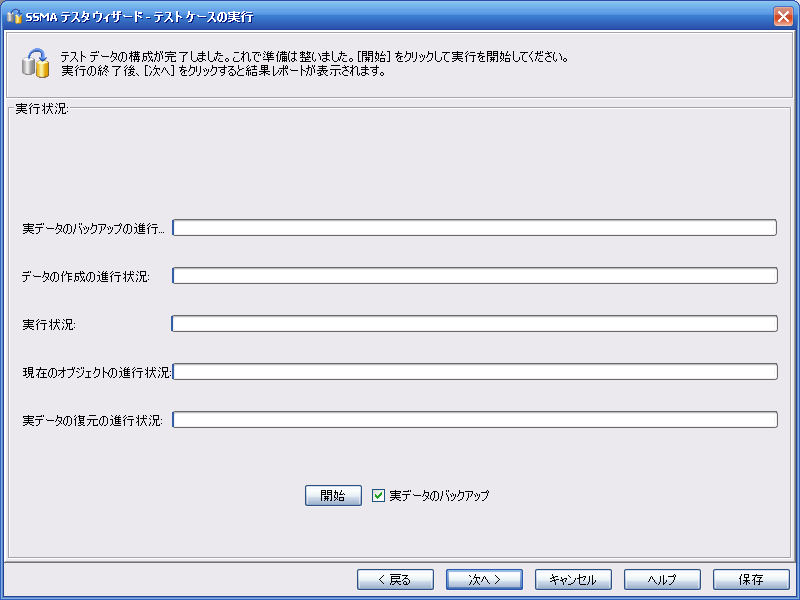 SSMA テスタ ウィザード - テスト ケースの実行
テスト データの構成が完了しました。これで準備は整いました。[開始] をクリックして実行を開始してください。
実行の終了後、[次へ] をクリックすると結果レポートが表示されます。
実行状況:
実データのバックアップの進行...
データの作成の進行状況:
実行状況:
現在のオブジェクトの進行状況:
実データの復元の進行状況:
開始 実データのバックアップ
< 戻る 次へ > キャンセル ヘルプ 保存